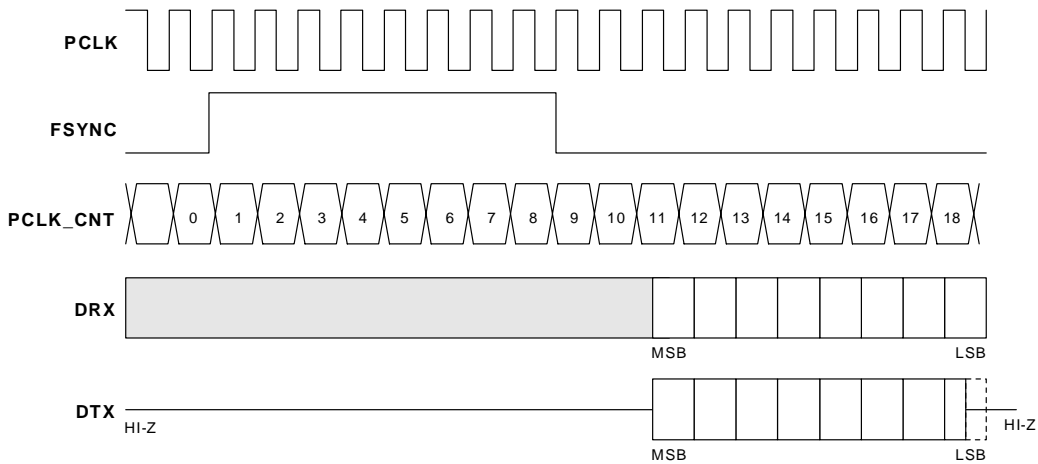 PCLK
FSYNC
PCLK_CNT 0 1 2 3 4 5 6 7 8 9 10 11 12 13 14 15 16 17 18
DRX
MSB LSB
DTX
HI-Z HI-Z
MSB LSB